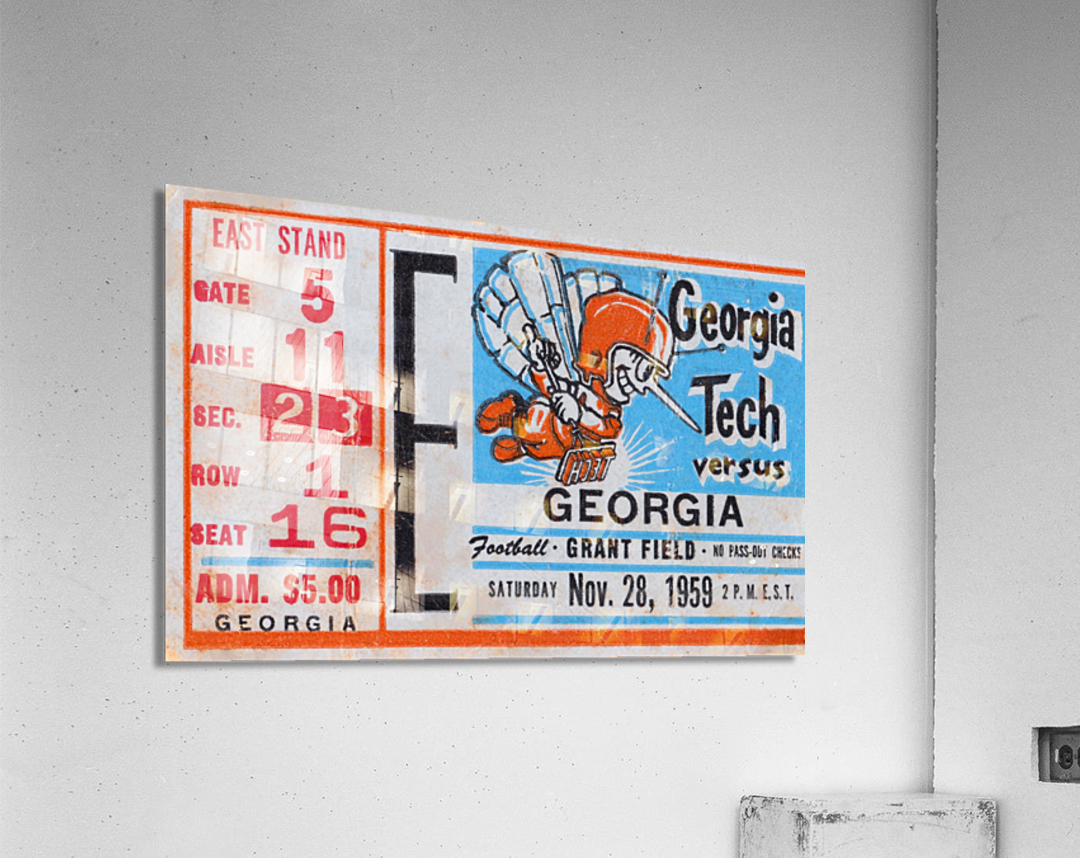 EAST STAND
GATE 5
AISLE 11
SEC. 23
ROW 1
SEAT 16
ADM. $5.00
GEORGIA
E
Georgia
Tech
versus
GEORGIA
Football · GRANT FIELD · NO PASS-OUT CHECKS
SATURDAY Nov. 28, 1959 2 P.M. E.S.T.